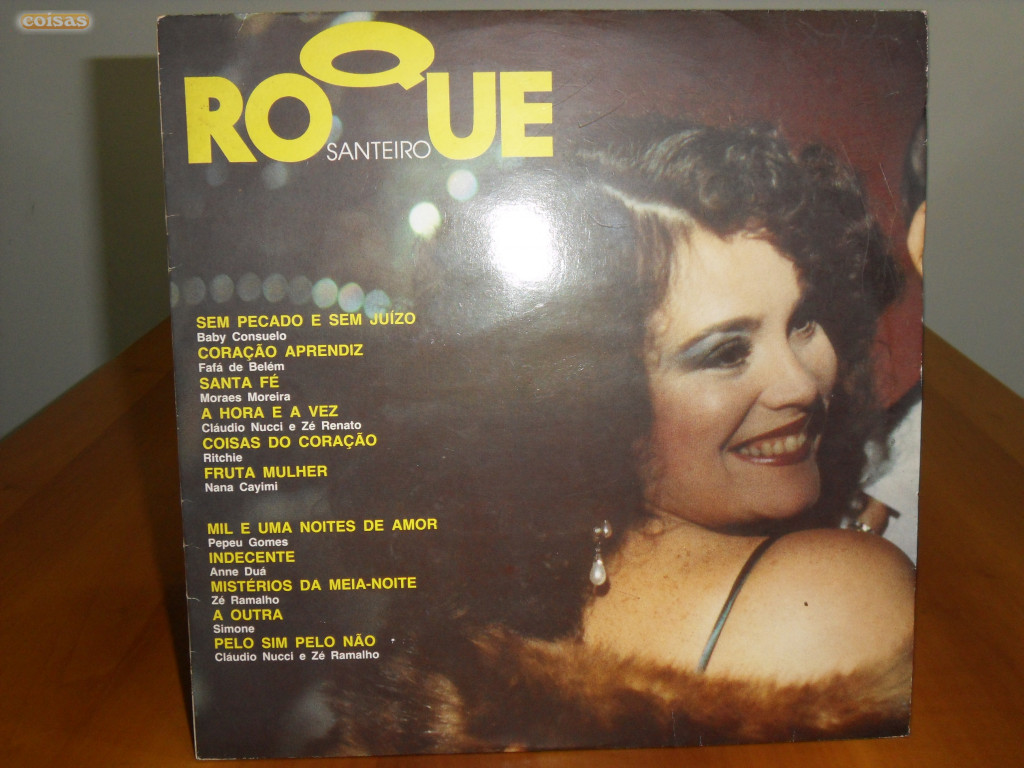 coisas
ROQUE
SANTEIRO
SEM PECADO E SEM JUÍZO
Baby Consuelo
CORAÇÃO APRENDIZ
Fafá de Belém
SANTA FÉ
Moraes Moreira
A HORA E A VEZ
Cláudio Nucci e Zé Renato
COISAS DO CORAÇÃO
Ritchie
FRUTA MULHER
Nana Cayimi
MIL E UMA NOITES DE AMOR
Pepeu Gomes
INDECENTE
Anne Duá
MISTÉRIOS DA MEIA-NOITE
Zé Ramalho
A OUTRA
Simone
PELO SIM PELO NÃO
Cláudio Nucci e Zé Ramalho